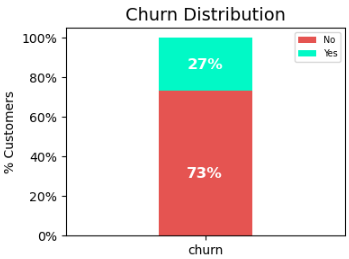 Churn Distribution
100%
80%
60%
40%
20%
0%
% Customers
27%
73%
No
Yes
churn